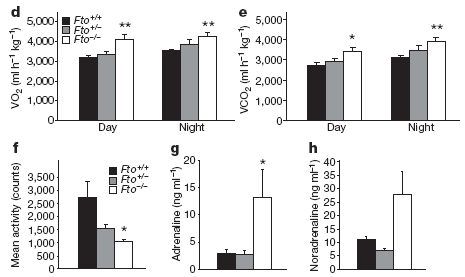 d
VO2 (ml h−1 kg−1)
5,000
4,000
3,000
2,000
1,000
0
Fto+/+
Fto+/−
Fto−/−
**
**
Day
Night
e
VCO2 (ml h−1 kg−1)
5,000
4,000
3,000
2,000
1,000
0
*
**
Day
Night
f
Mean activity (counts)
3,500
3,000
2,500
2,000
1,500
1,000
500
0
Fto+/+
Fto+/−
Fto−/−
*
g
Adrenaline (ng ml−1)
20
15
10
5
0
*
h
Noradrenaline (ng ml−1)
40
35
30
25
20
15
10
5
0